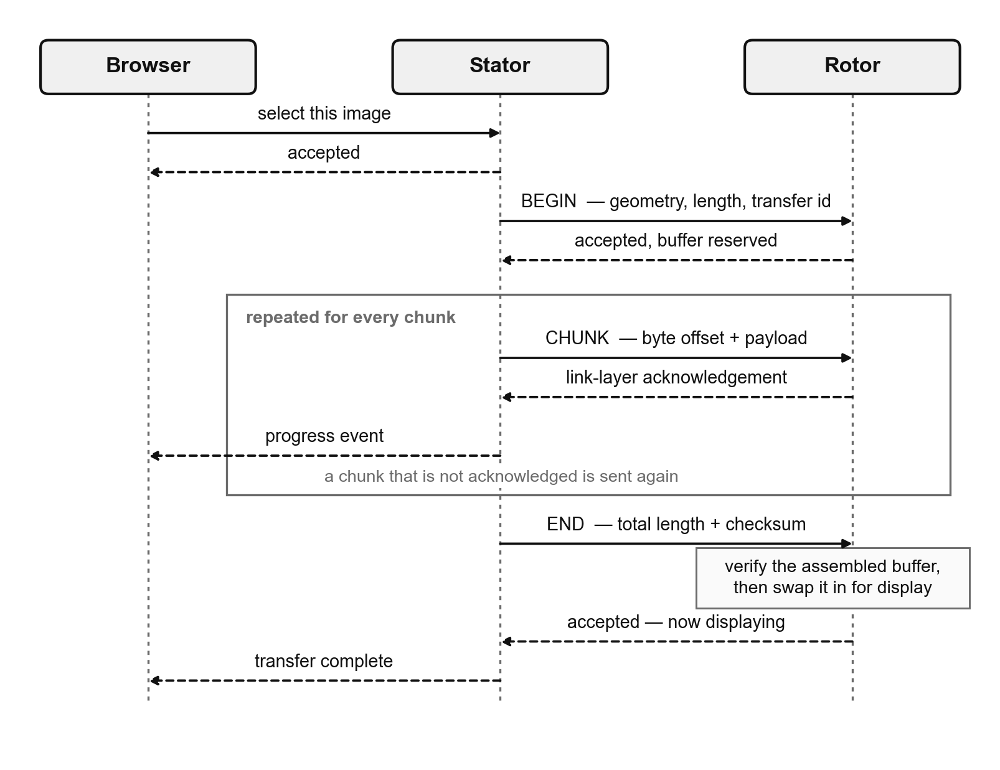 Browser
Stator
Rotor
select this image
accepted
BEGIN — geometry, length, transfer id
accepted, buffer reserved
repeated for every chunk
CHUNK — byte offset + payload
link-layer acknowledgement
progress event
a chunk that is not acknowledged is sent again
END — total length + checksum
verify the assembled buffer,
then swap it in for display
accepted — now displaying
transfer complete